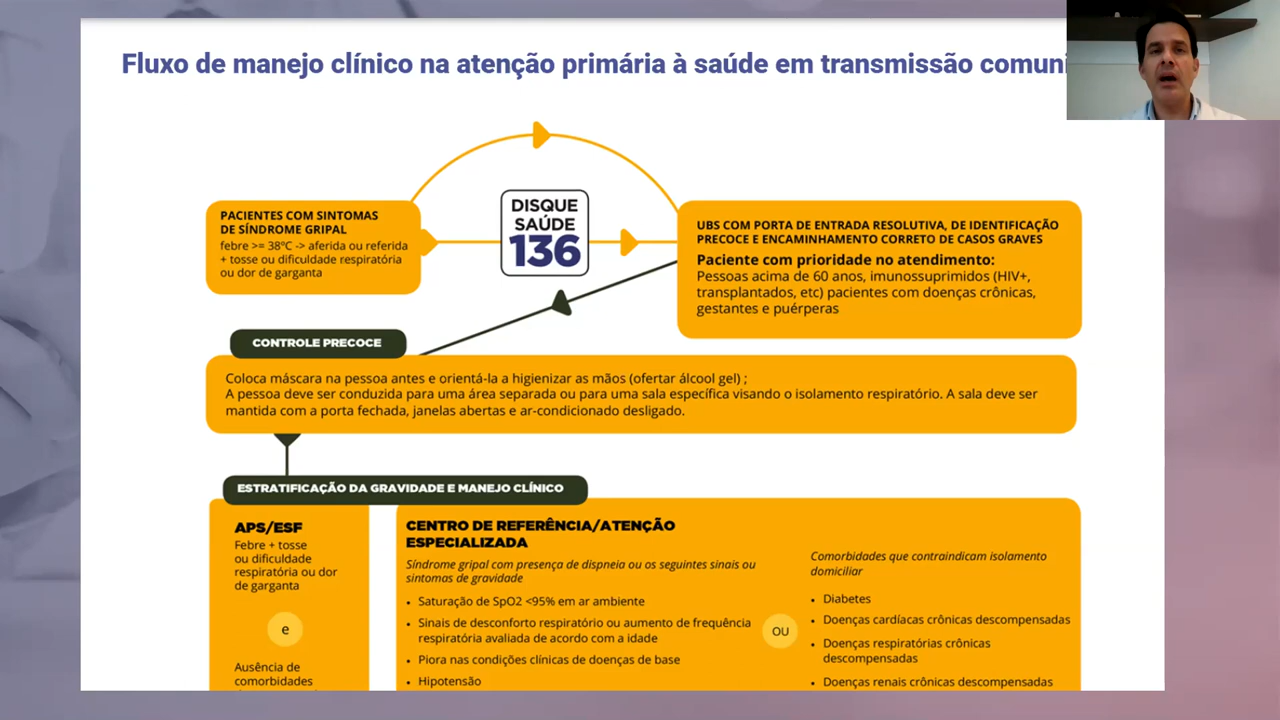 Fluxo de manejo clínico na atenção primária à saúde em transmissão comuni
PACIENTES COM SINTOMAS
DE SÍNDROME GRIPAL
febre >= 38ºC -> aferida ou referida
+ tosse ou dificuldade respiratória
ou dor de garganta
DISQUE
SAÚDE
136
UBS COM PORTA DE ENTRADA RESOLUTIVA, DE IDENTIFICAÇÃO
PRECOCE E ENCAMINHAMENTO CORRETO DE CASOS GRAVES
Paciente com prioridade no atendimento:
Pessoas acima de 60 anos, imunossuprimidos (HIV+,
transplantados, etc) pacientes com doenças crônicas,
gestantes e puérperas
CONTROLE PRECOCE
Coloca máscara na pessoa antes e orientá-la a higienizar as mãos (ofertar álcool gel) ;
A pessoa deve ser conduzida para uma área separada ou para uma sala específica visando o isolamento respiratório. A sala deve ser
mantida com a porta fechada, janelas abertas e ar-condicionado desligado.
ESTRATIFICAÇÃO DA GRAVIDADE E MANEJO CLÍNICO
APS/ESF
Febre + tosse
ou dificuldade
respiratória ou dor
de garganta
e
Ausência de
comorbidades
CENTRO DE REFERÊNCIA/ATENÇÃO
ESPECIALIZADA
Síndrome gripal com presença de dispneia ou os seguintes sinais ou
sintomas de gravidade
• Saturação de SpO2 <95% em ar ambiente
• Sinais de desconforto respiratório ou aumento de frequência
respiratória avaliada de acordo com a idade
• Piora nas condições clínicas de doenças de base
• Hipotensão
OU
Comorbidades que contraindicam isolamento
domiciliar
• Diabetes
• Doenças cardíacas crônicas descompensadas
• Doenças respiratórias crônicas
descompensadas
• Doenças renais crônicas descompensadas